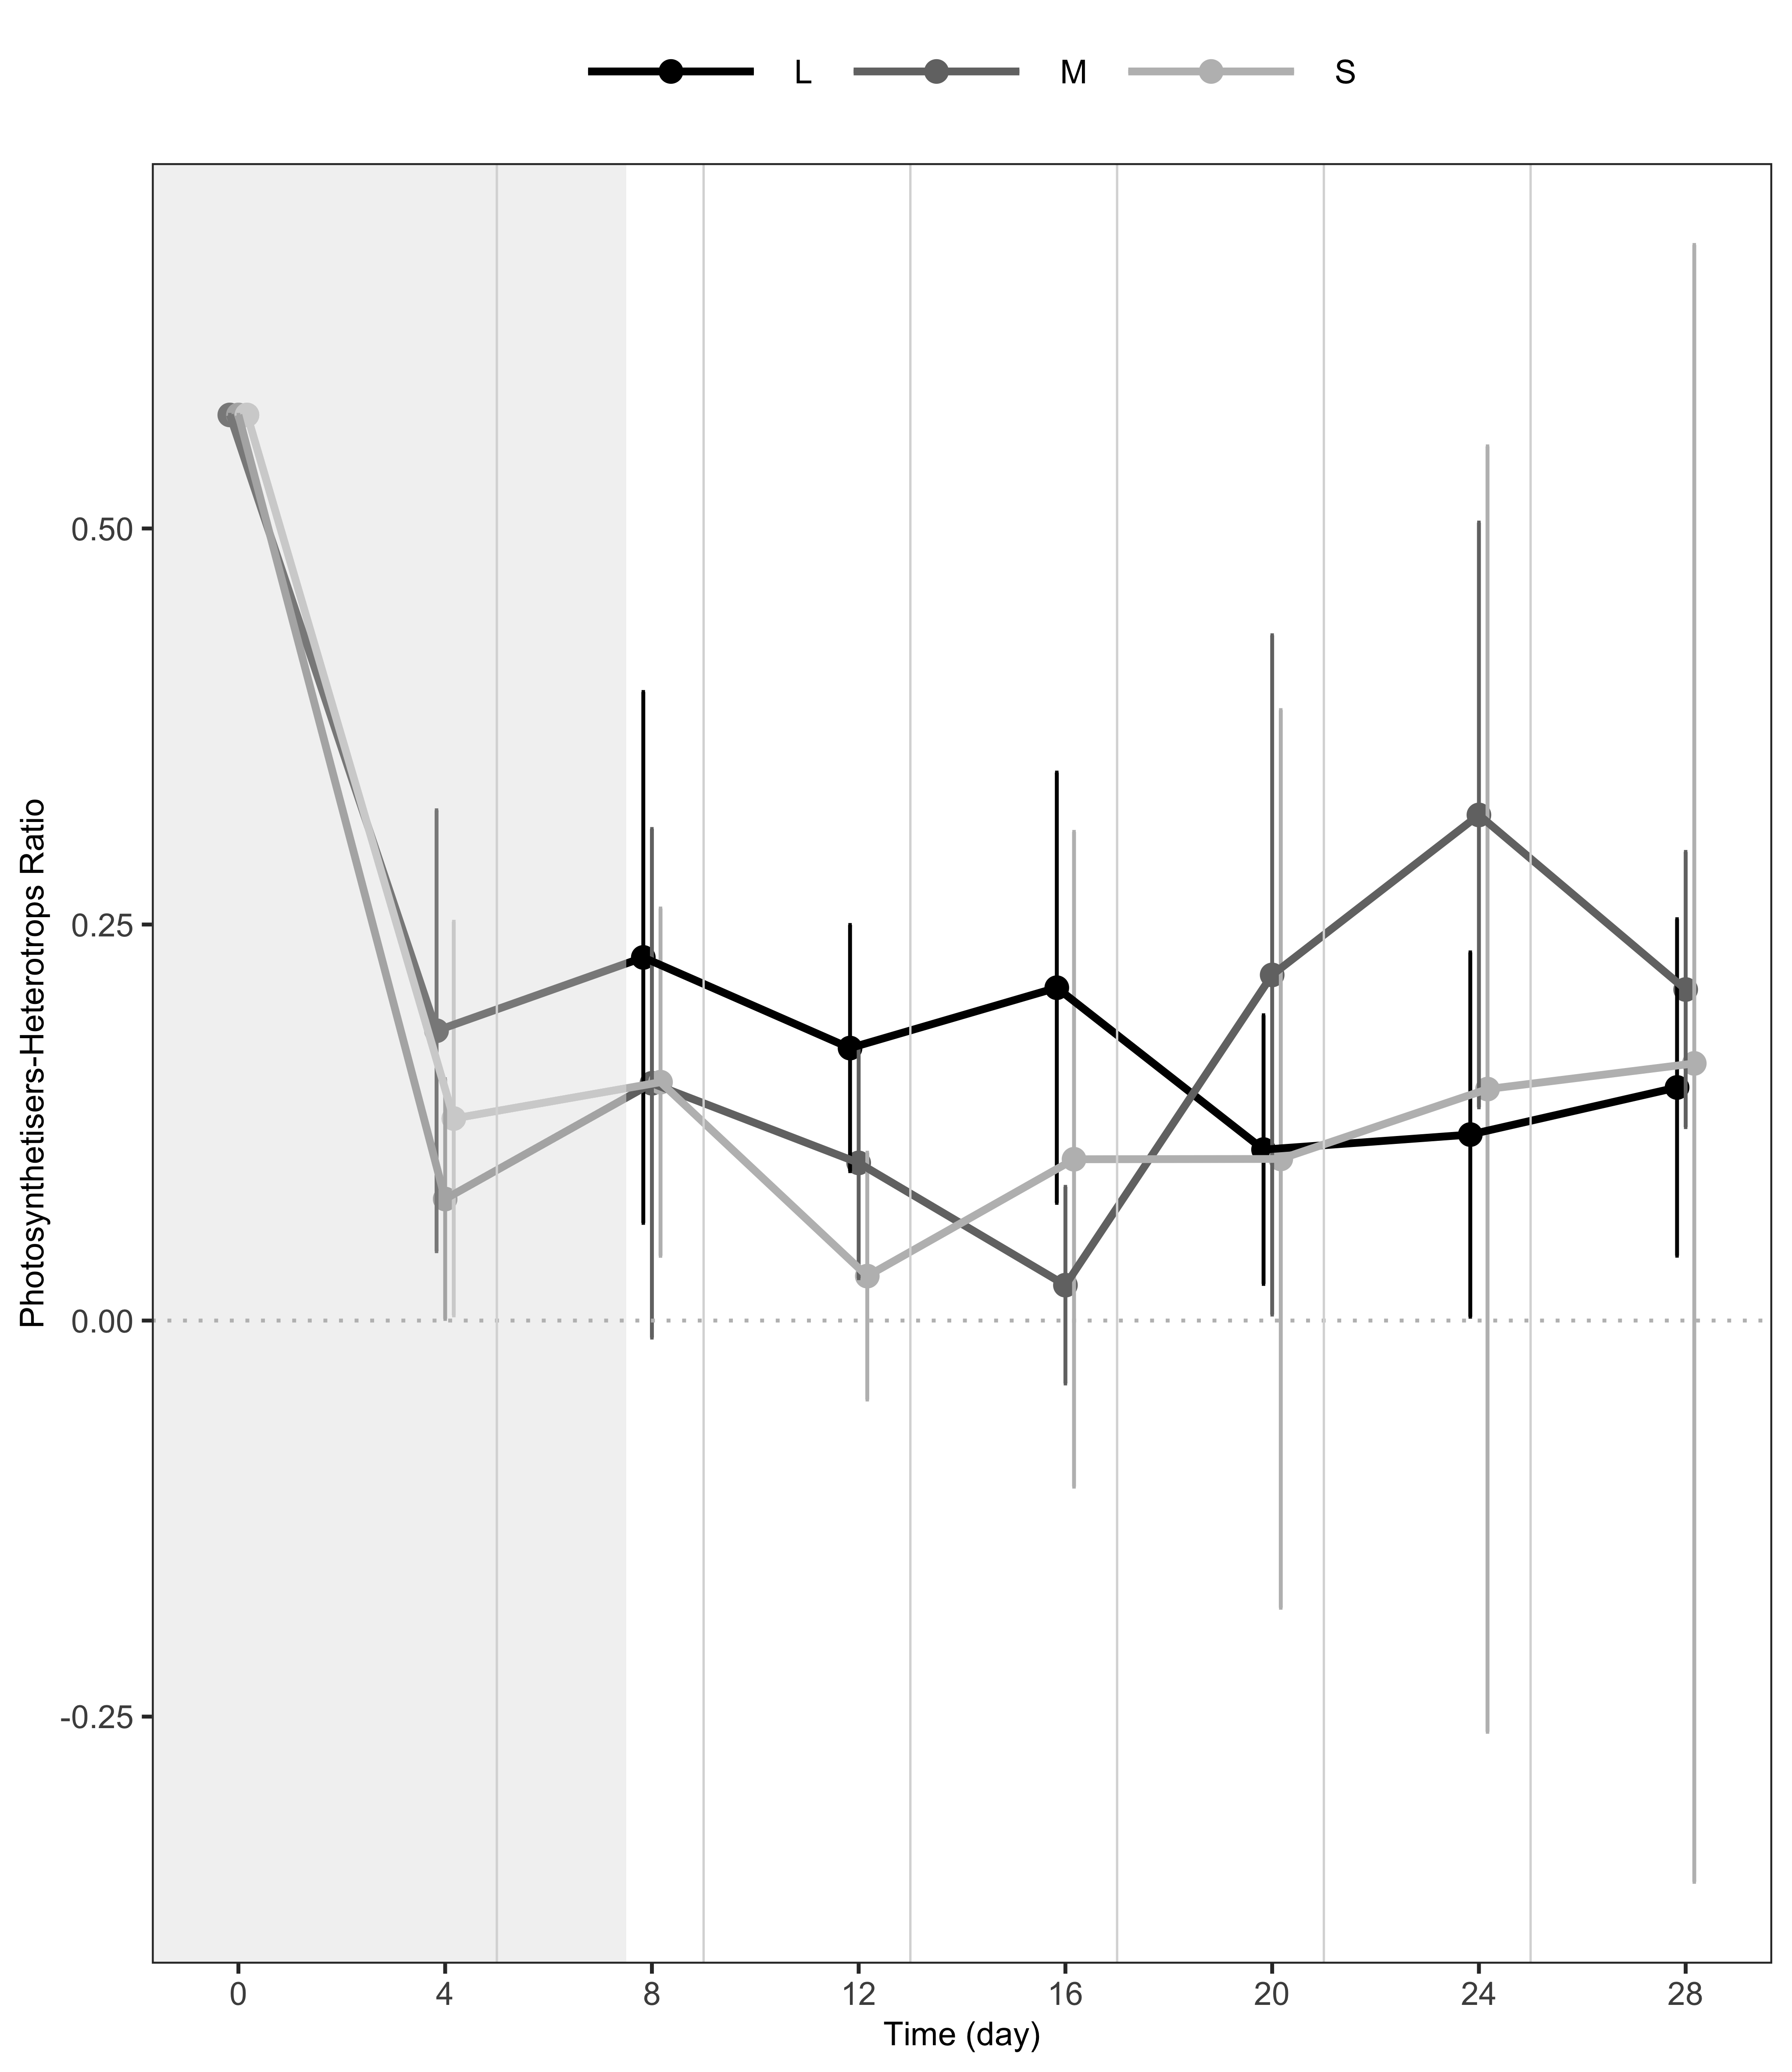 L M S
Photosynthetisers-Heterotrops Ratio
0.50
0.25
0.00
-0.25
0 4 8 12 16 20 24 28
Time (day)